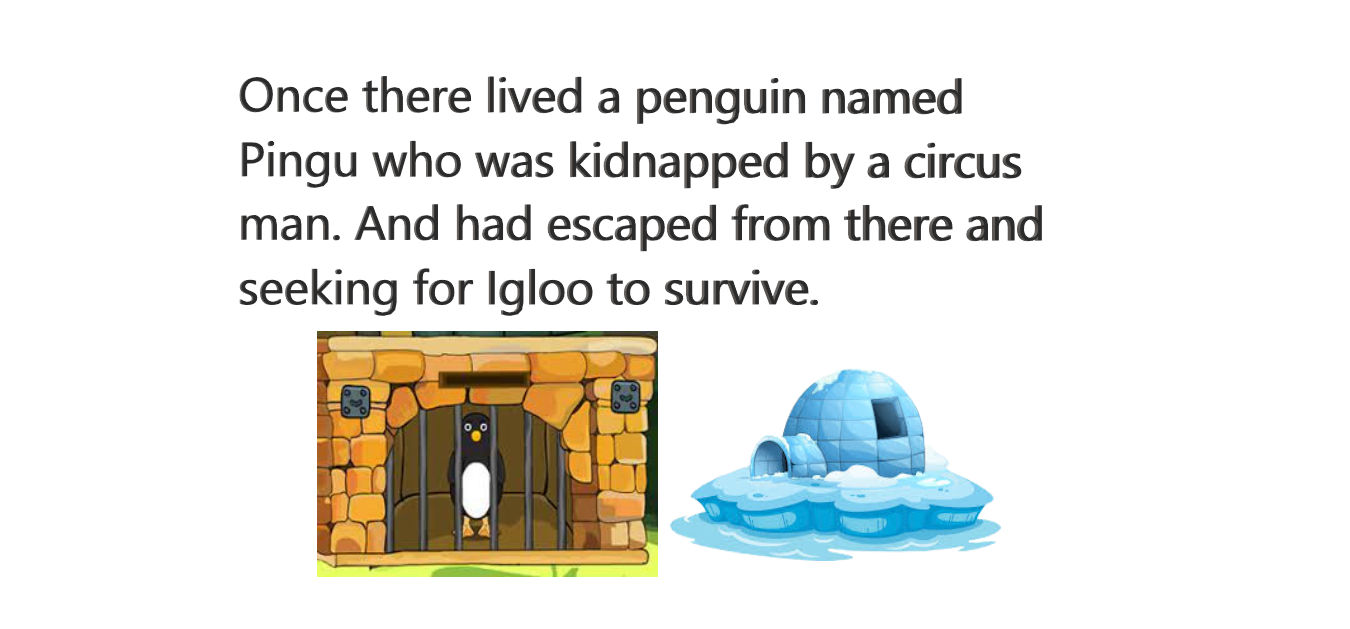 Once there lived a penguin named
Pingu who was kidnapped by a circus
man. And had escaped from there and
seeking for Igloo to survive.